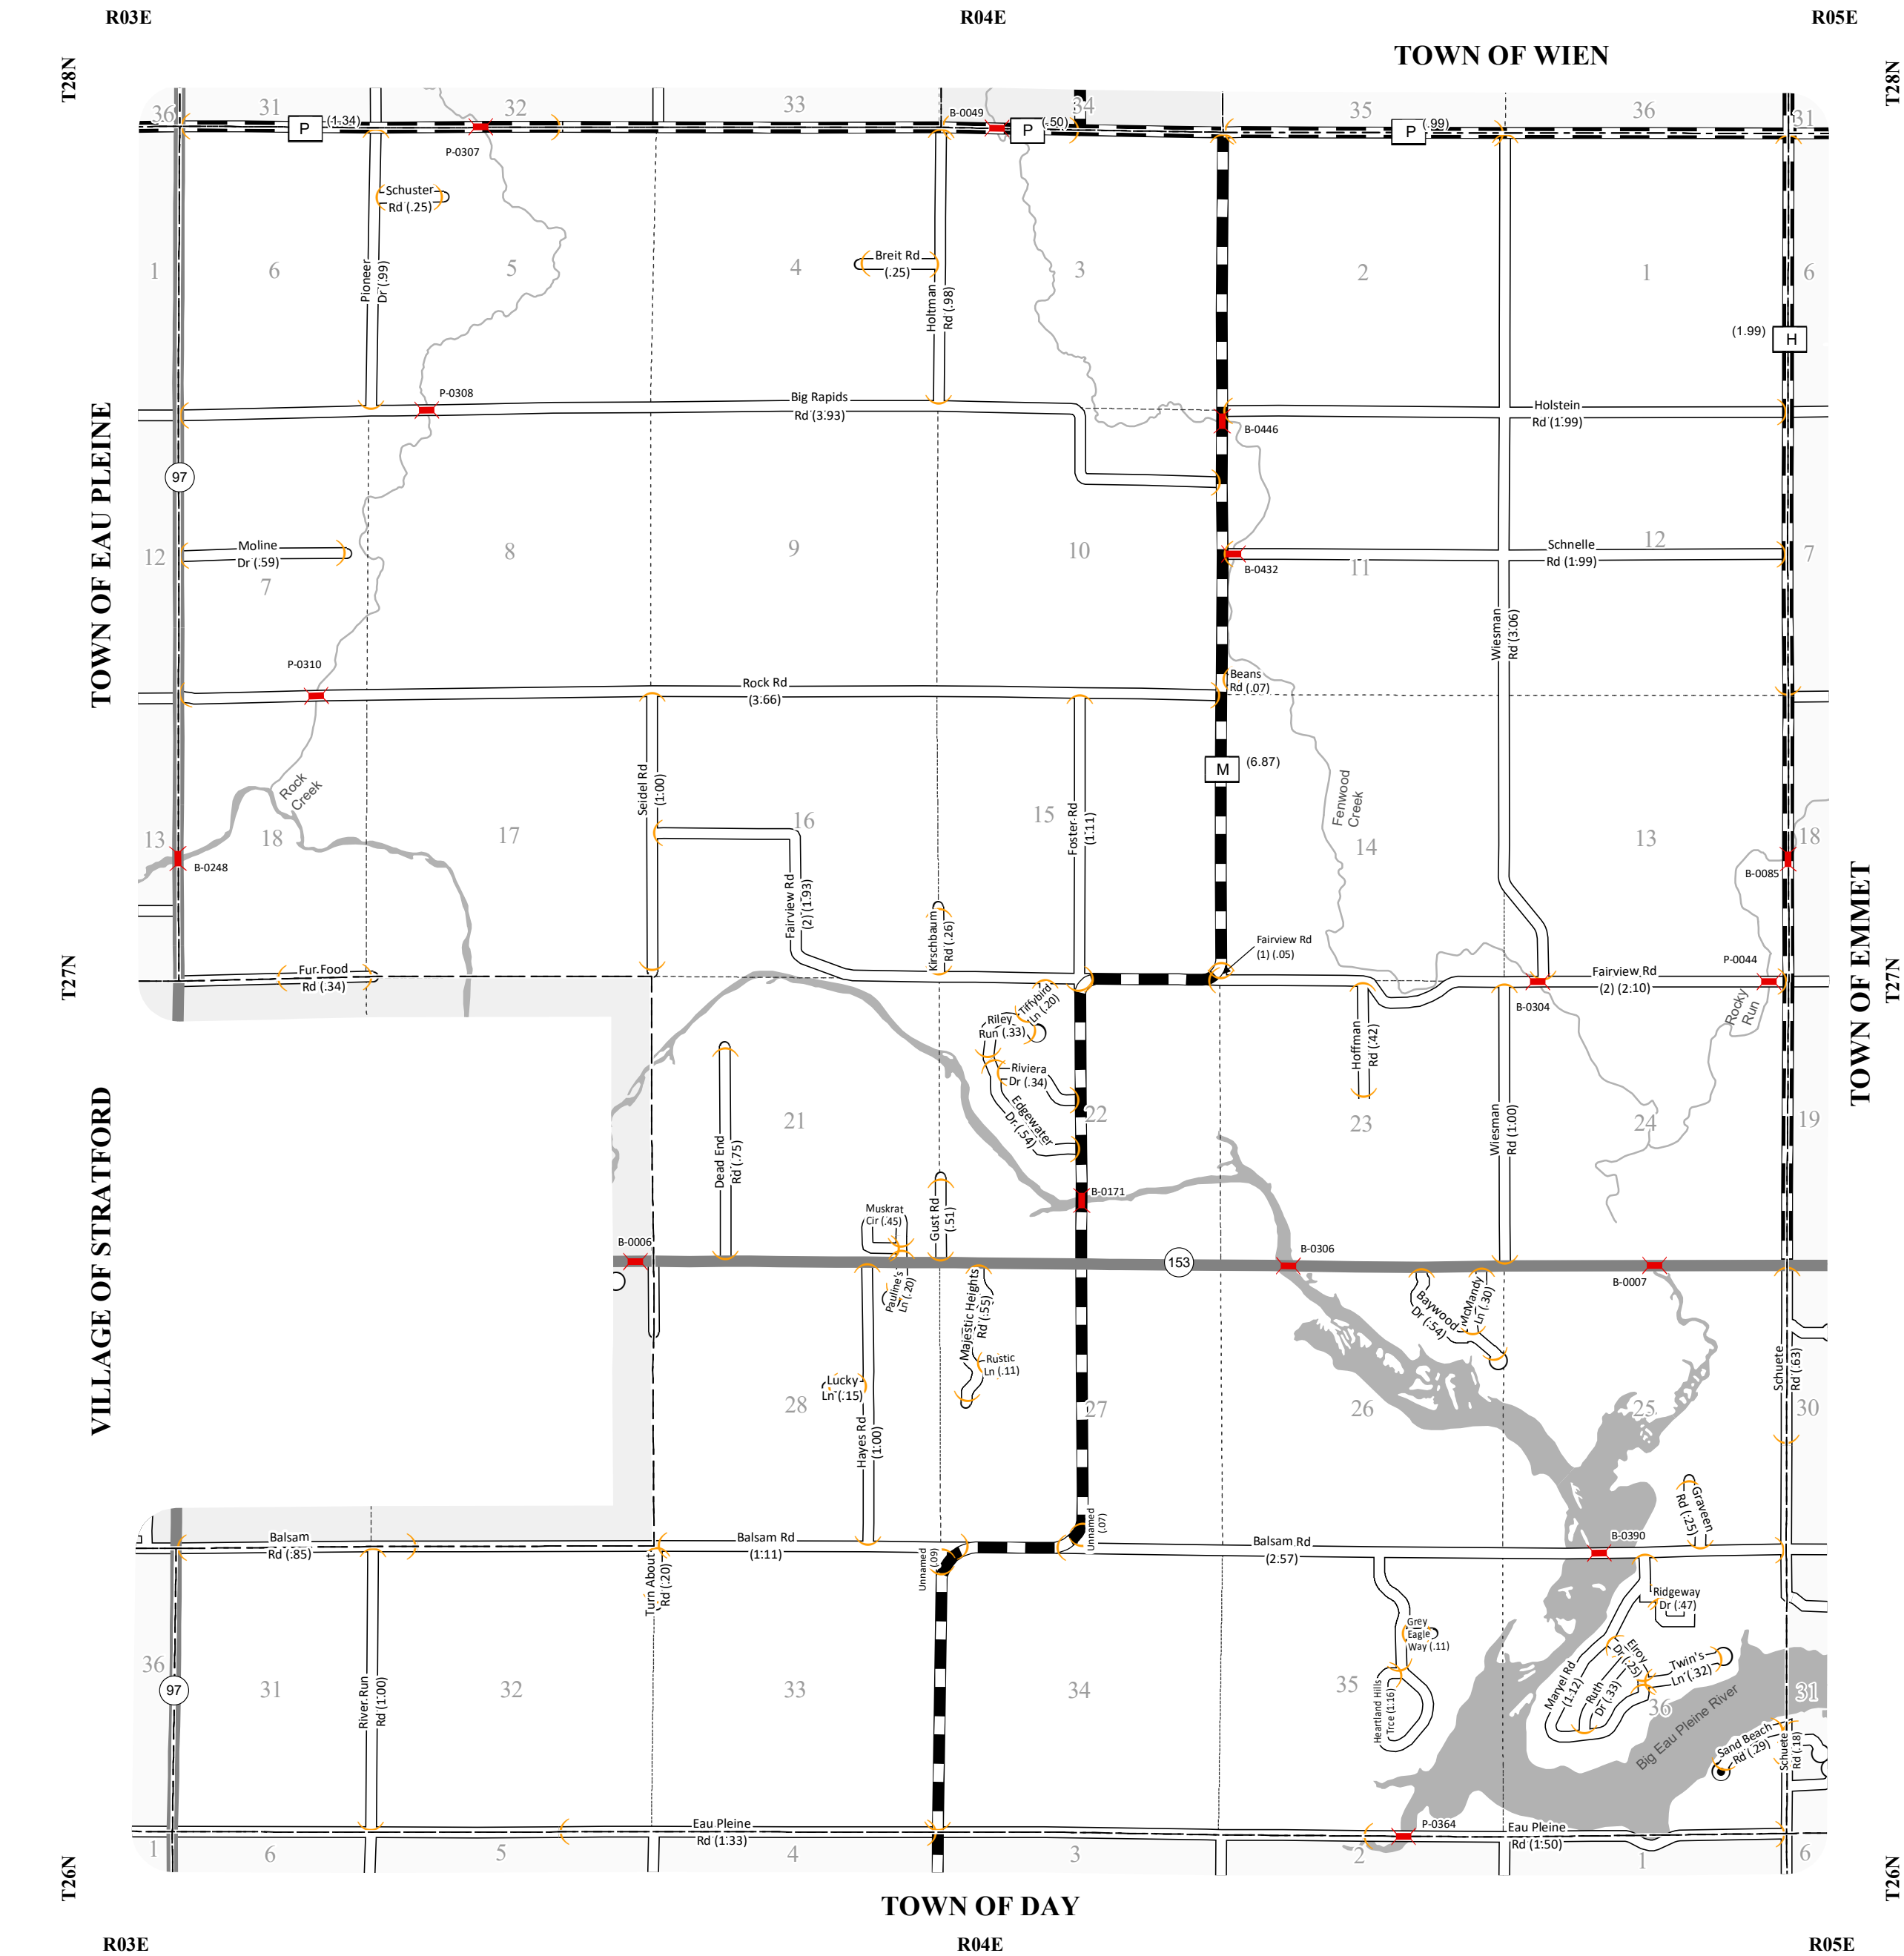 R03E
R04E
R05E
TOWN OF WIEN
T28N
T28N
36
31
32
33
34
35
36
31
P
(1.34)
B-0049
P
(.50)
P
(.99)
P-0307
Schuster
Rd (.25)
1
6
5
4
3
2
1
6
Pioneer
Dr (.99)
Breit Rd
(.25)
Holtman
Rd (.98)
(1.99)
H
P-0308
Big Rapids
Rd (3.93)
Holstein
Rd (1.99)
B-0446
TOWN OF EAU PLEINE
97
12
Moline
Dr (.59)
7
8
9
10
11
12
7
Schnelle
Rd (1.99)
B-0432
Wiesman
Rd (3.06)
P-0310
Rock Rd
(3.66)
Beans
Rd (.07)
M
(6.87)
Rock
Creek
Seidel Rd
(1.00)
Foster Rd
(1.11)
Fenwood
Creek
13
18
17
16
15
14
13
18
B-0248
B-0085
Fairview Rd
(2) (1.93)
Kirschbaum
Rd (.26)
Fairview Rd
(1) (.05)
P-0044
TOWN OF EMMET
T27N
T27N
Fur Food
Rd (.34)
Fairview Rd
(2) (2.10)
B-0304
Rocky
Run
Tiffybird
Ln (.20)
Riley
Run (.33)
Riviera
Dr (.34)
Edgewater
Dr (.54)
Hoffman
Rd (.42)
Wiesman
Rd (1.00)
21
22
23
24
19
VILLAGE OF STRATFORD
Dead End
Rd (.75)
Muskrat
Cir (.45)
Gust Rd
(.51)
B-0171
B-0006
153
B-0306
B-0007
Pauline's
Ln (.20)
Majestic Heights
Rd (.55)
Rustic
Ln (.11)
Lucky
Ln (.15)
Hayes Rd
(1.00)
Baywood
Dr (.54)
McMandy
Ln (.30)
Schuete
Rd (.63)
28
27
26
25
30
Graveen
Rd (.25)
Unnamed
(.07)
B-0390
Balsam
Rd (.85)
Balsam Rd
(1.11)
Balsam Rd
(2.57)
Unnamed
(.09)
Turn About
Rd (.20)
Ridgeway
Dr (.47)
Grey
Eagle
Way (.11)
Elroy
Dr (.25)
Twin's
Ln (.32)
Maryel Rd
(1.12)
Ruth
Dr (.33)
36
97
31
32
33
34
35
36
31
River Run
Rd (1.00)
Heartland Hills
Trce (1.16)
Big Eau Pleine River
Sand Beach
Rd (.29)
Schuete
Rd (.18)
Eau Pleine
Rd (1.33)
P-0364
Eau Pleine
Rd (1.50)
1
6
5
4
3
2
1
6
T26N
T26N
TOWN OF DAY
R03E
R04E
R05E